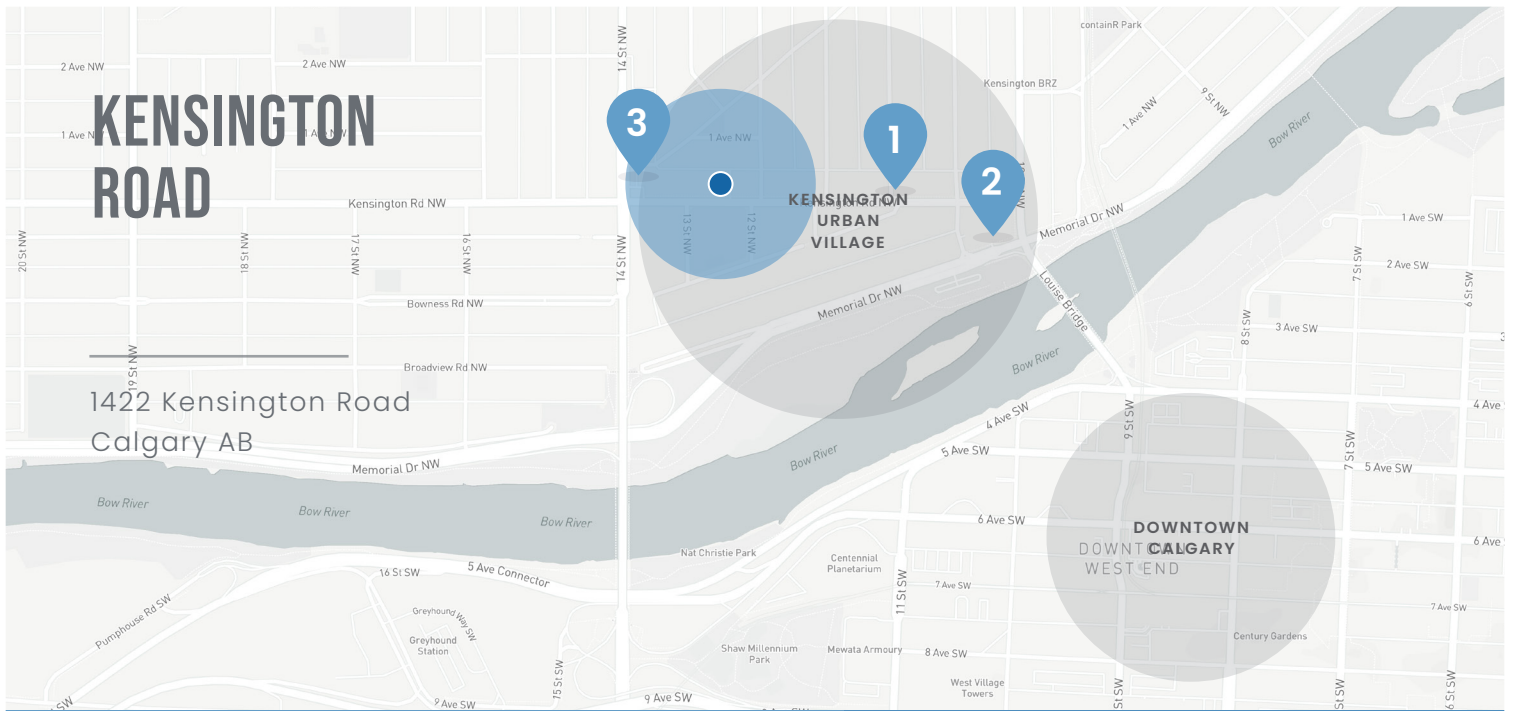 KENSINGTON
ROAD
1422 Kensington Road
Calgary AB
containR Park
2 Ave NW
2 Ave NW
14 St NW
Kensington BRZ
9 St NW
1 Ave NW
3
1 Ave NW
1 Ave NW
1 Ave NW
1
2
Bow River
KENSINGTON
URBAN
VILLAGE
Kensington Rd NW
Kensington Rd NW
13 St NW
12 St NW
Memorial Dr NW
1 Ave SW
20 St NW
18 St NW
17 St NW
16 St NW
14 St NW
7 St SW
2 Ave SW
6 St SW
Bowness Rd NW
Memorial Dr NW
Louise Bridge
8 St SW
3 Ave SW
Broadview Rd NW
19 St NW
Bow River
4 Ave SW
9 St SW
4 Ave
Bow River
5 Ave SW
7 St SW
5 Ave SW
Memorial Dr NW
Bow River
Bow River
Bow River
6 Ave SW
DOWNTOWN
CALGARY
DOWNTOWN
WEST END
6 Ave
Nat Christie Park
Centennial
Planetarium
16 St SW
5 Ave Connector
11 St SW
7 Ave SW
7 Ave SW
Pumphouse Rd SW
Greyhound Way SW
Greyhound
Station
Century Gardens
Shaw Millennium
Park
Mewata Armoury
8 Ave SW
15 St SW
West Village
Towers
9 Ave SW
9 Ave SW
St SW
St SW
6 St SW